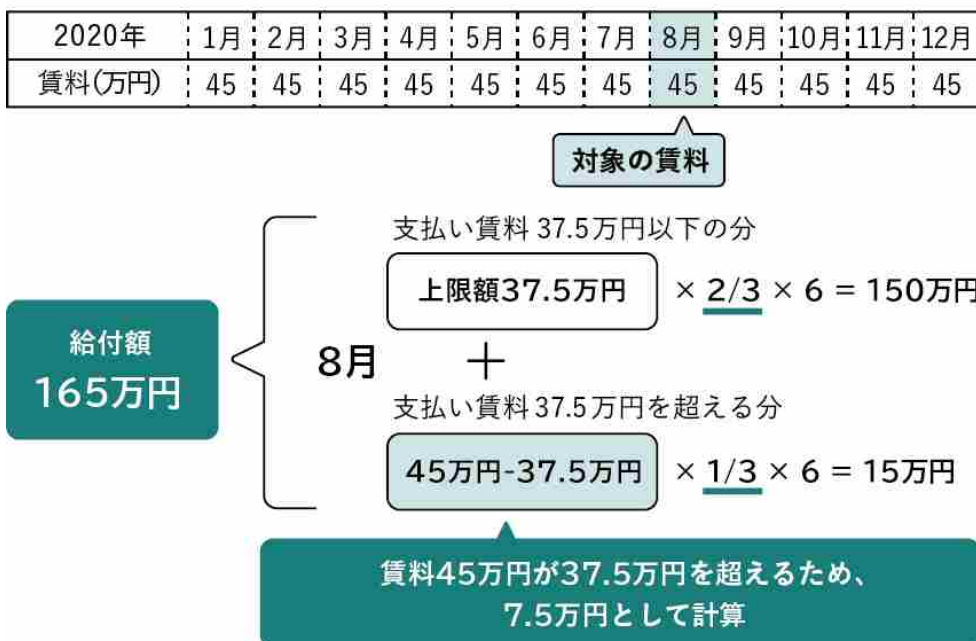 2020年 1月 2月 3月 4月 5月 6月 7月 8月 9月 10月 11月 12月
賃料(万円) 45 45 45 45 45 45 45 45 45 45 45 45
対象の賃料
支払い賃料 37.5万円以下の分
上限額37.5万円 × 2/3 × 6 = 150万円
給付額
165万円
8月 +
支払い賃料 37.5万円を超える分
45万円-37.5万円 × 1/3 × 6 = 15万円
賃料45万円が37.5万円を超えるため、
7.5万円として計算